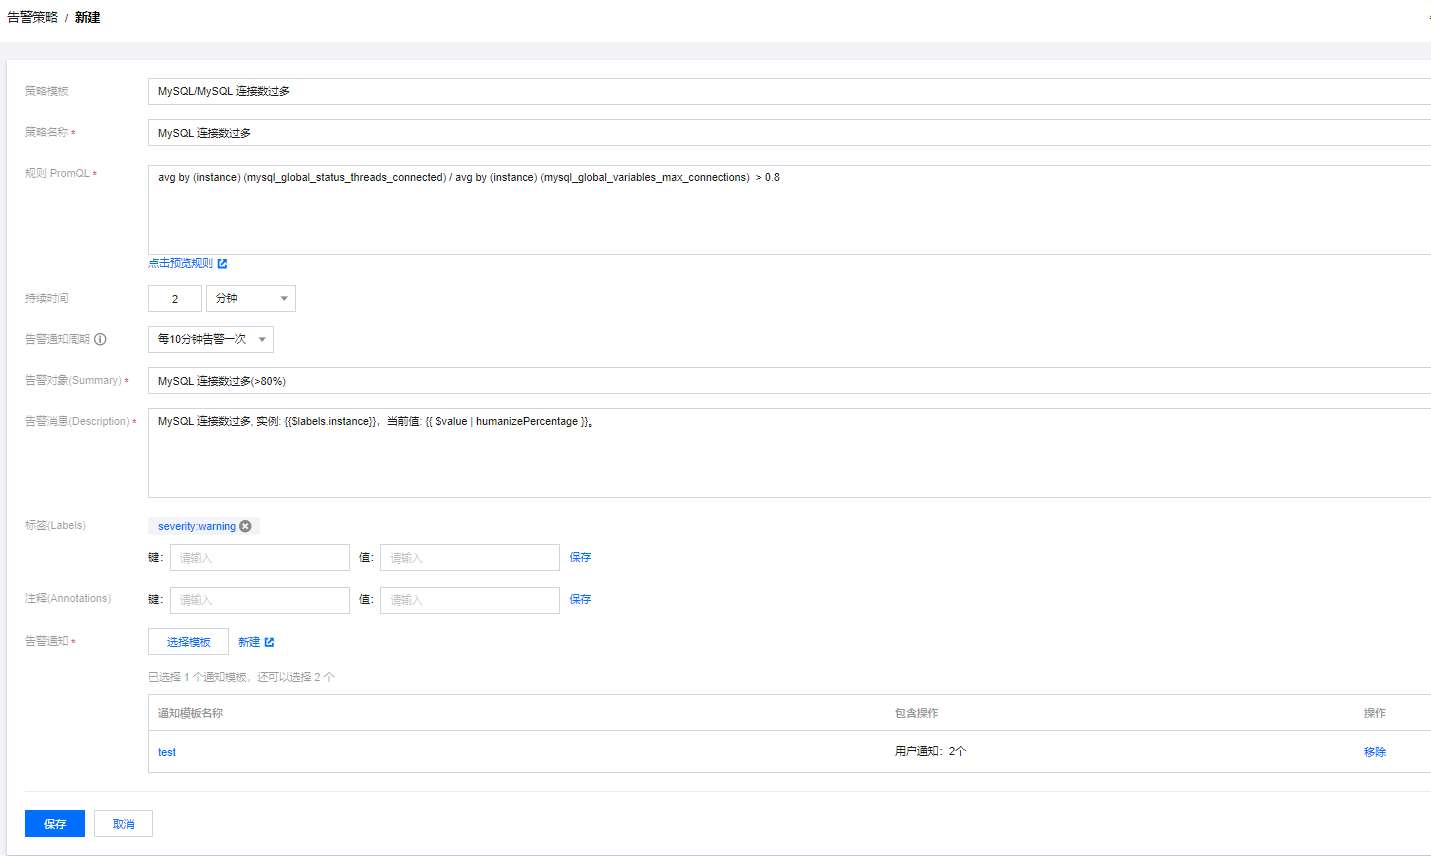 告警策略 / 新建
策略模板 MySQL/MySQL 连接数过多
策略名称 * MySQL 连接数过多
规则 PromQL * avg by (instance) (mysql_global_status_threads_connected) / avg by (instance) (mysql_global_variables_max_connections)  > 0.8
点击预览规则
持续时间 2 分钟
告警通知周期 每10分钟告警一次
告警对象(Summary) * MySQL 连接数过多(>80%)
告警消息(Description) * MySQL 连接数过多, 实例: {{$labels.instance}}，当前值: {{ $value | humanizePercentage }}。
标签(Labels) severity:warning
键： 请输入 值： 请输入 保存
注释(Annotations) 键： 请输入 值： 请输入 保存
告警通知 * 选择模板 新建
已选择 1 个通知模板，还可以选择 2 个
通知模板名称 包含操作 操作
test 用户通知：2个 移除
保存 取消